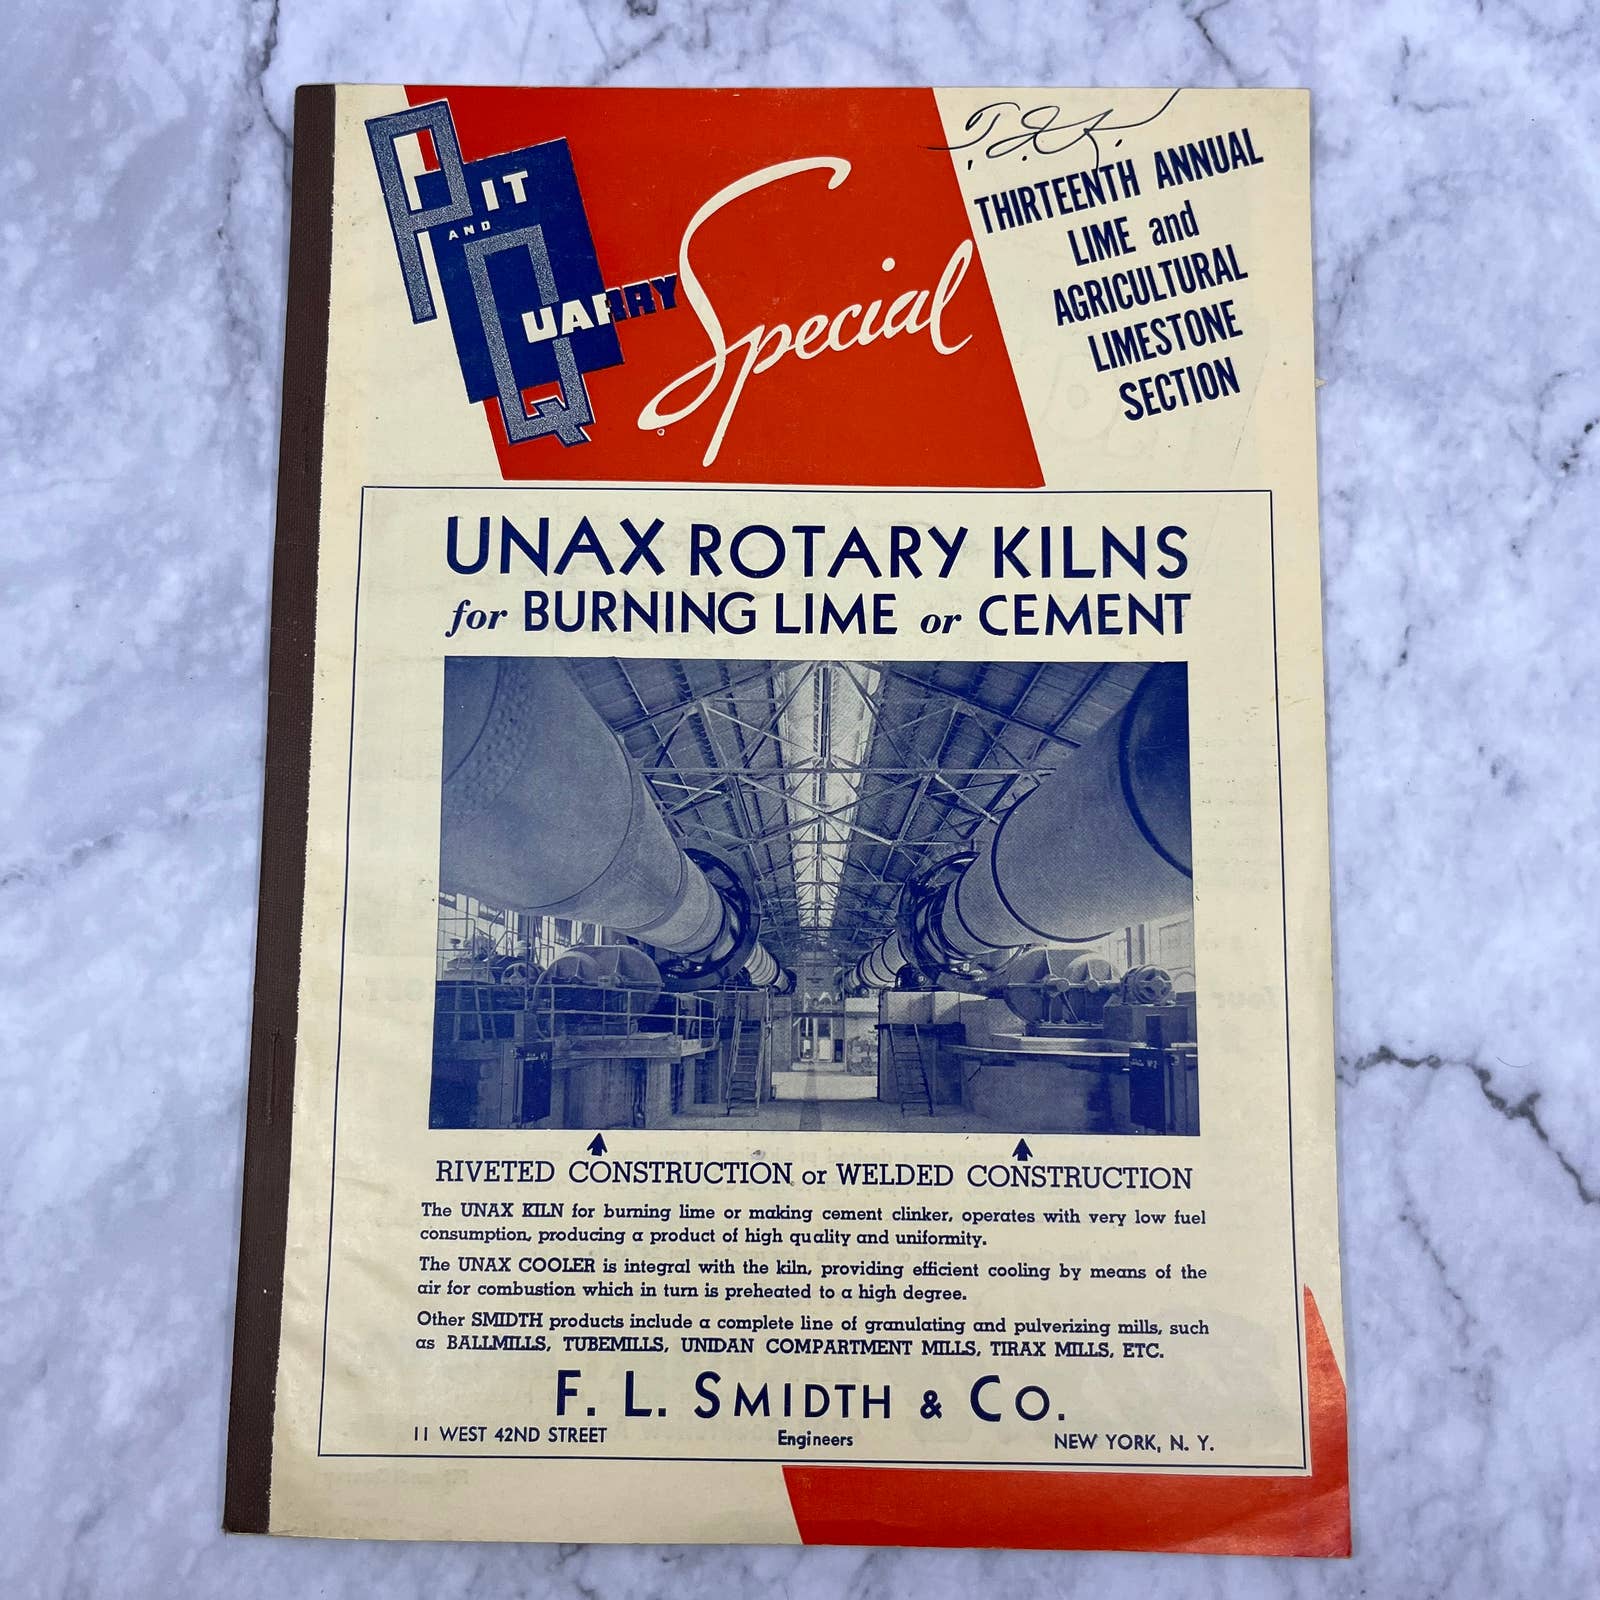 PIT
AND
QUARRY
Special
THIRTEENTH ANNUAL
LIME and
AGRICULTURAL
LIMESTONE
SECTION
UNAX ROTARY KILNS
for BURNING LIME or CEMENT
RIVETED CONSTRUCTION or WELDED CONSTRUCTION
The UNAX KILN for burning lime or making cement clinker, operates with very low fuel
consumption, producing a product of high quality and uniformity.
The UNAX COOLER is integral with the kiln, providing efficient cooling by means of the
air for combustion which in turn is preheated to a high degree.
Other SMIDTH products include a complete line of granulating and pulverizing mills, such
as BALLMILLS, TUBEMILLS, UNIDAN COMPARTMENT MILLS, TIRAX MILLS, ETC.
F. L. SMIDTH & CO.
11 WEST 42ND STREET Engineers NEW YORK, N. Y.